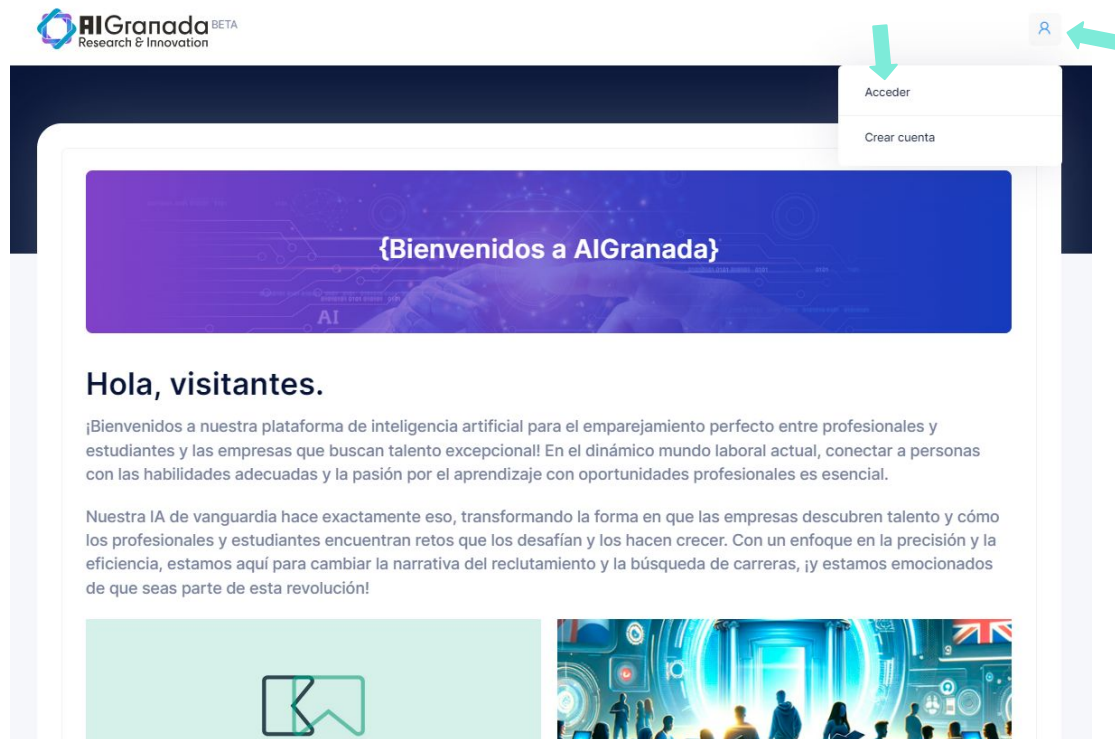 AIGranada BETA
Research & Innovation
Acceder
Crear cuenta
{Bienvenidos a AIGranada}
AI
Hola, visitantes.
¡Bienvenidos a nuestra plataforma de inteligencia artificial para el emparejamiento perfecto entre profesionales y
estudiantes y las empresas que buscan talento excepcional! En el dinámico mundo laboral actual, conectar a personas
con las habilidades adecuadas y la pasión por el aprendizaje con oportunidades profesionales es esencial.
Nuestra IA de vanguardia hace exactamente eso, transformando la forma en que las empresas descubren talento y cómo
los profesionales y estudiantes encuentran retos que los desafían y los hacen crecer. Con un enfoque en la precisión y la
eficiencia, estamos aquí para cambiar la narrativa del reclutamiento y la búsqueda de carreras, ¡y estamos emocionados
de que seas parte de esta revolución!